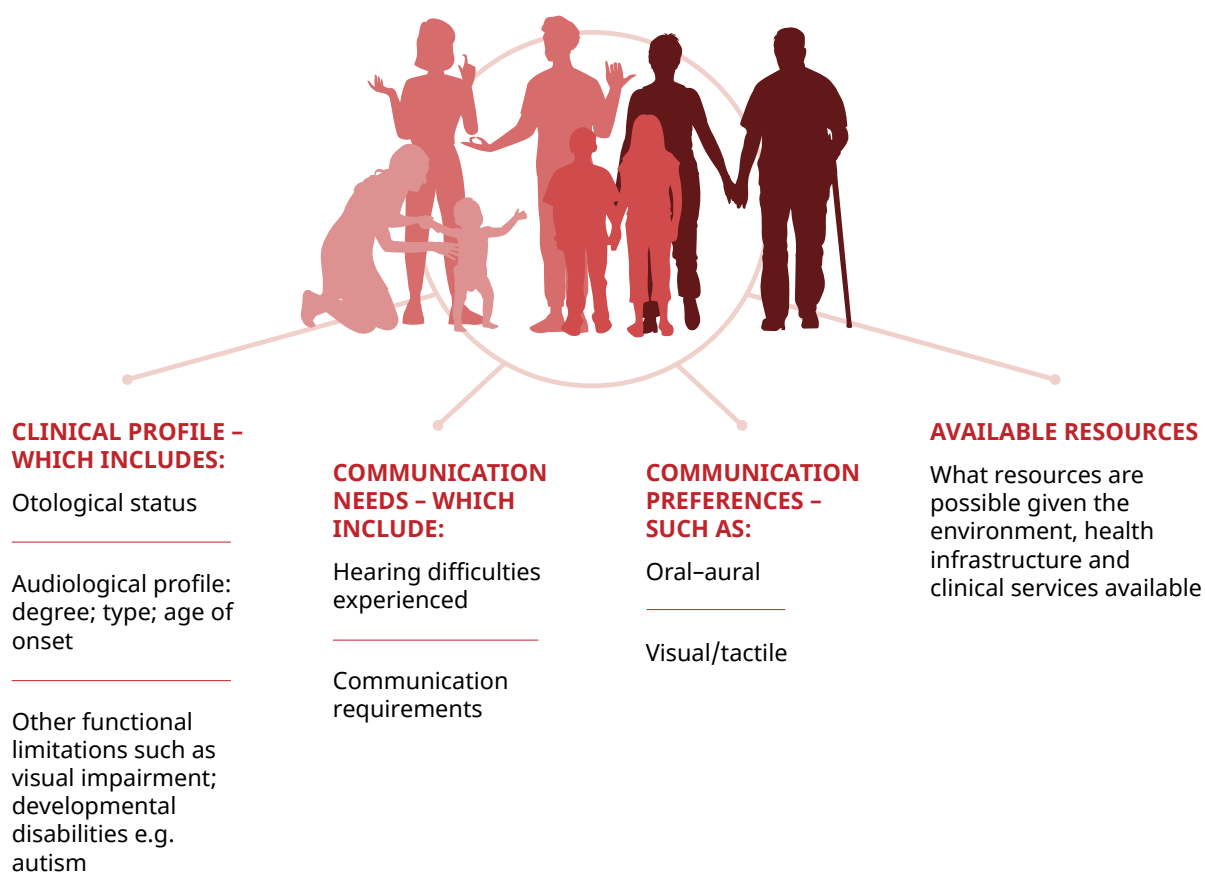 CLINICAL PROFILE –
WHICH INCLUDES:
Otological status
Audiological profile:
degree; type; age of
onset
Other functional
limitations such as
visual impairment;
developmental
disabilities e.g.
autism
COMMUNICATION
NEEDS – WHICH
INCLUDE:
Hearing difficulties
experienced
Communication
requirements
COMMUNICATION
PREFERENCES –
SUCH AS:
Oral–aural
Visual/tactile
AVAILABLE RESOURCES
What resources are
possible given the
environment, health
infrastructure and
clinical services available